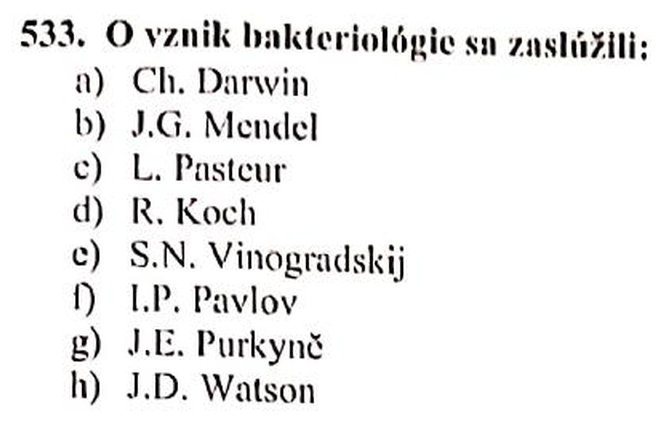 533. O vznik bakteriológie sa zaslúžili:
a) Ch. Darwin
b) J.G. Mendel
c) L. Pasteur
d) R. Koch
e) S.N. Vinogradskij
f) I.P. Pavlov
g) J.E. Purkyně
h) J.D. Watson